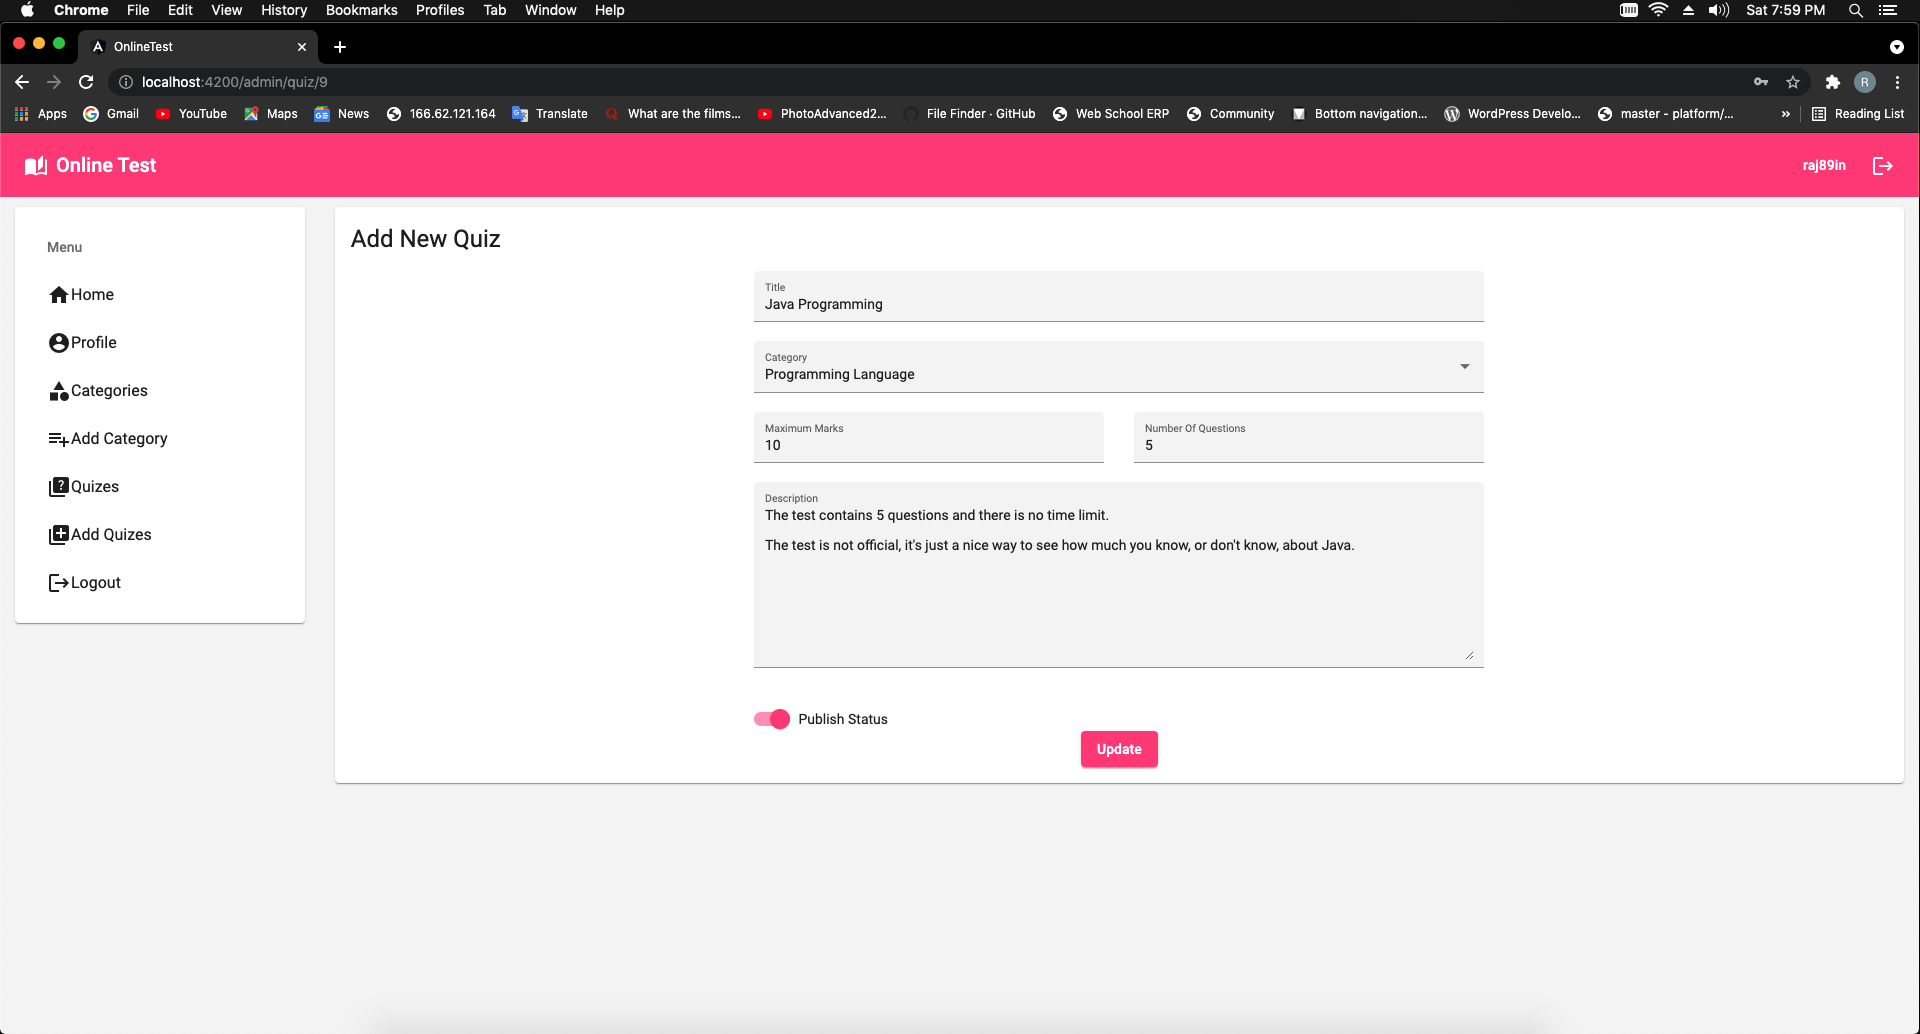 Chrome File Edit View History Bookmarks Profiles Tab Window Help Sat 7:59 PM
OnlineTest
localhost:4200/admin/quiz/9 R
Apps Gmail YouTube Maps News 166.62.121.164 Translate What are the films... PhotoAdvanced2... File Finder · GitHub Web School ERP Community Bottom navigation... WordPress Develo... master - platform/... » Reading List
Online Test raj89in
Menu
Home
Profile
Categories
Add Category
Quizes
Add Quizes
Logout
Add New Quiz
Title
Java Programming
Category
Programming Language
Maximum Marks
10
Number Of Questions
5
Description
The test contains 5 questions and there is no time limit.
The test is not official, it's just a nice way to see how much you know, or don't know, about Java.
Publish Status
Update